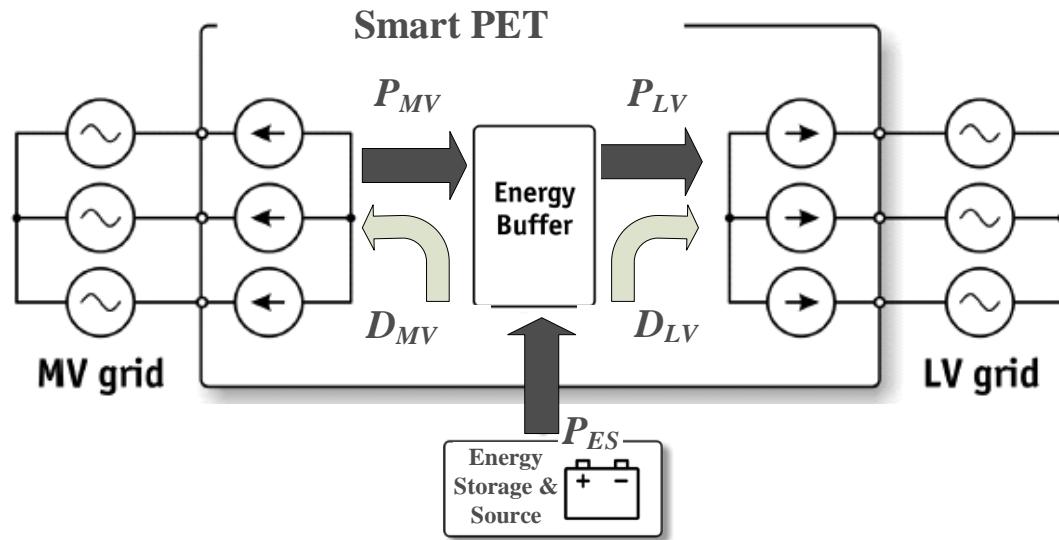 Smart PET
P_MV
P_LV
Energy
Buffer
D_MV
D_LV
MV grid
LV grid
P_ES
Energy
Storage &
Source
+ −